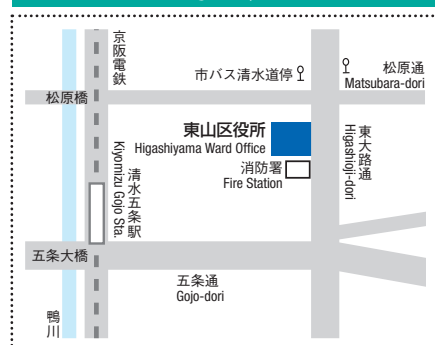 京阪電鉄
市バス清水道停
松原通
Matsubara-dori
松原橋
東山区役所
Higashiyama Ward Office
消防署
Fire Station
東大路通
Higashioji-dori
清水五条駅
Kiyomizu Gojo Sta.
五条大橋
五条通
Gojo-dori
鴨川